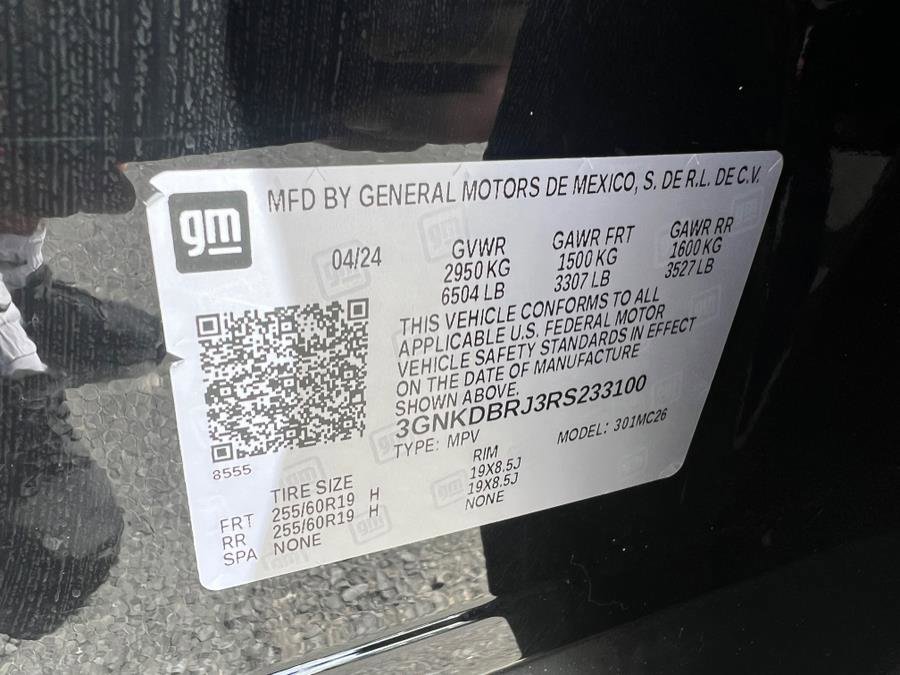 gm
MFD BY GENERAL MOTORS DE MEXICO, S. DE R.L. DE C.V.
04/24 GVWR GAWR FRT GAWR RR
2950 KG 1500 KG 1600 KG
6504 LB 3307 LB 3527 LB
THIS VEHICLE CONFORMS TO ALL
APPLICABLE U.S. FEDERAL MOTOR
VEHICLE SAFETY STANDARDS IN EFFECT
ON THE DATE OF MANUFACTURE
SHOWN ABOVE.
3GNKDBRJ3RS233100
TYPE: MPV MODEL: 301MC26
8555
TIRE SIZE RIM
FRT 255/60R19 H 19X8.5J
RR 255/60R19 H 19X8.5J
SPA NONE NONE